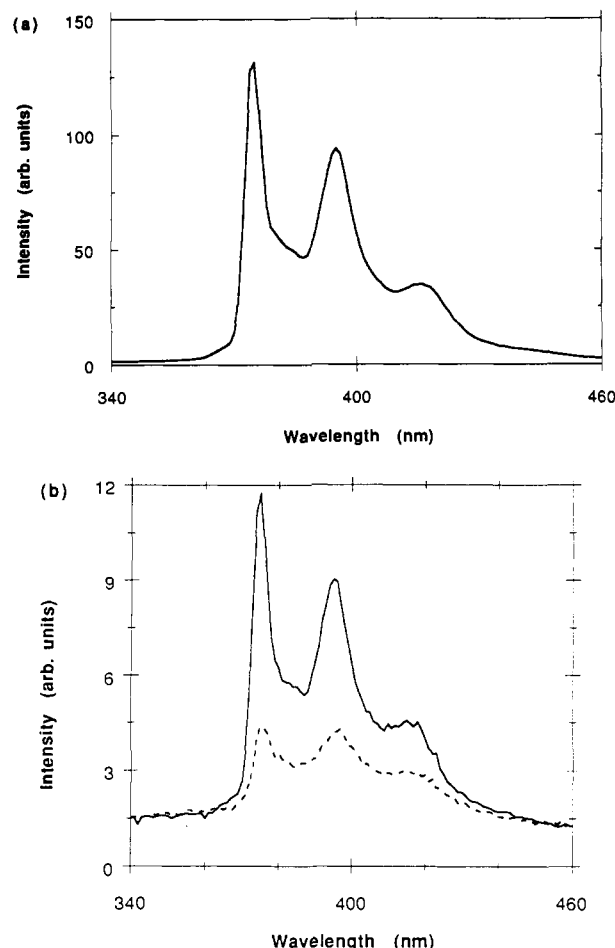 (a)
150
100
50
0
Intensity (arb. units)
340
400
460
Wavelength (nm)
(b)
12
9
6
3
0
Intensity (arb. units)
340
400
460
Wavelength (nm)